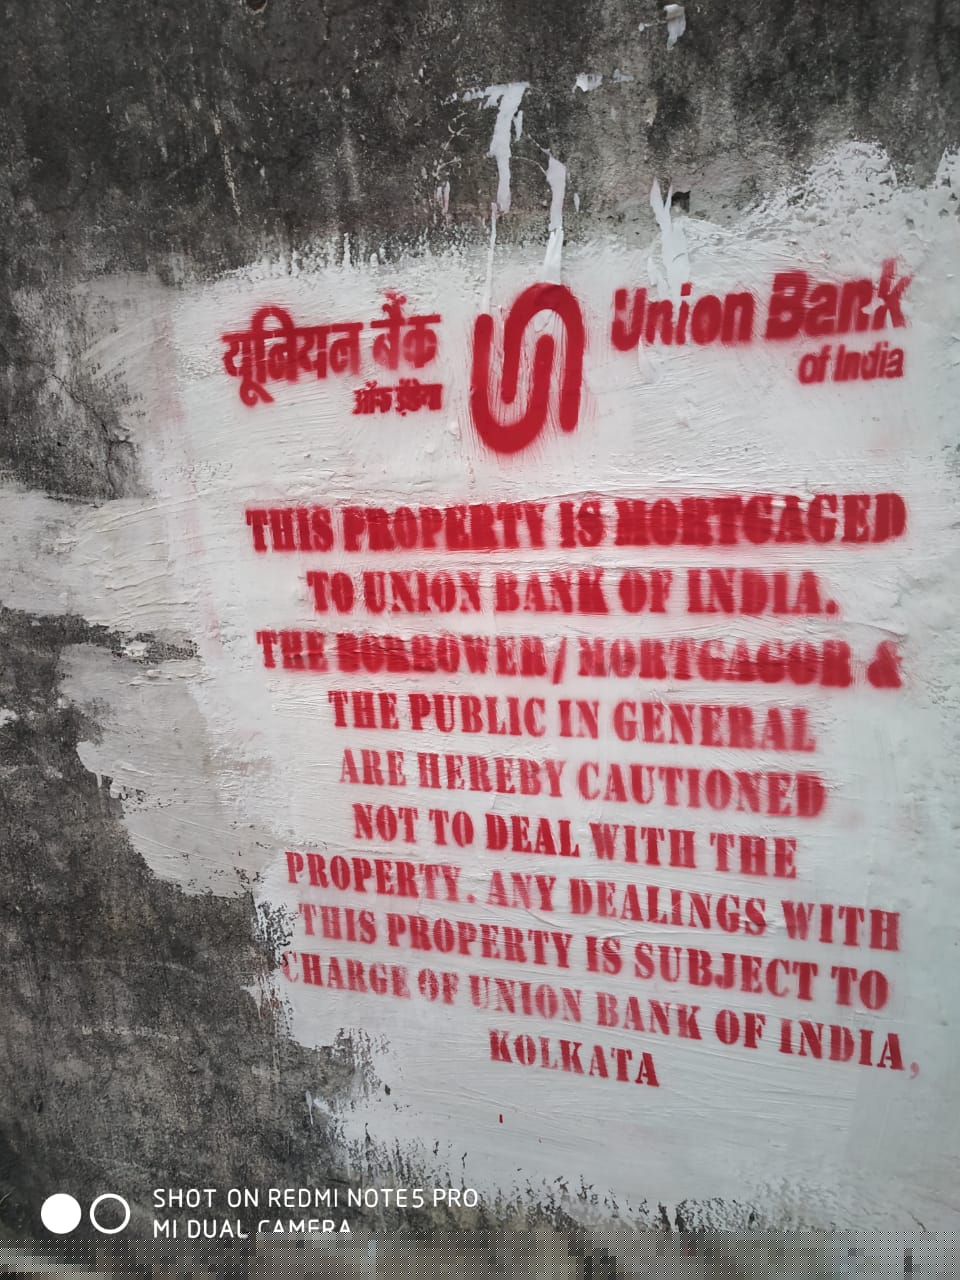 यूनियन बैंक
ऑफ इंडिया
Union Bank
of India
THIS PROPERTY IS MORTGAGED
TO UNION BANK OF INDIA.
THE BORROWER/MORTGAGOR &
THE PUBLIC IN GENERAL
ARE HEREBY CAUTIONED
NOT TO DEAL WITH THE
PROPERTY. ANY DEALINGS WITH
THIS PROPERTY IS SUBJECT TO
CHARGE OF UNION BANK OF INDIA,
KOLKATA
SHOT ON REDMI NOTE5 PRO
MI DUAL CAMERA